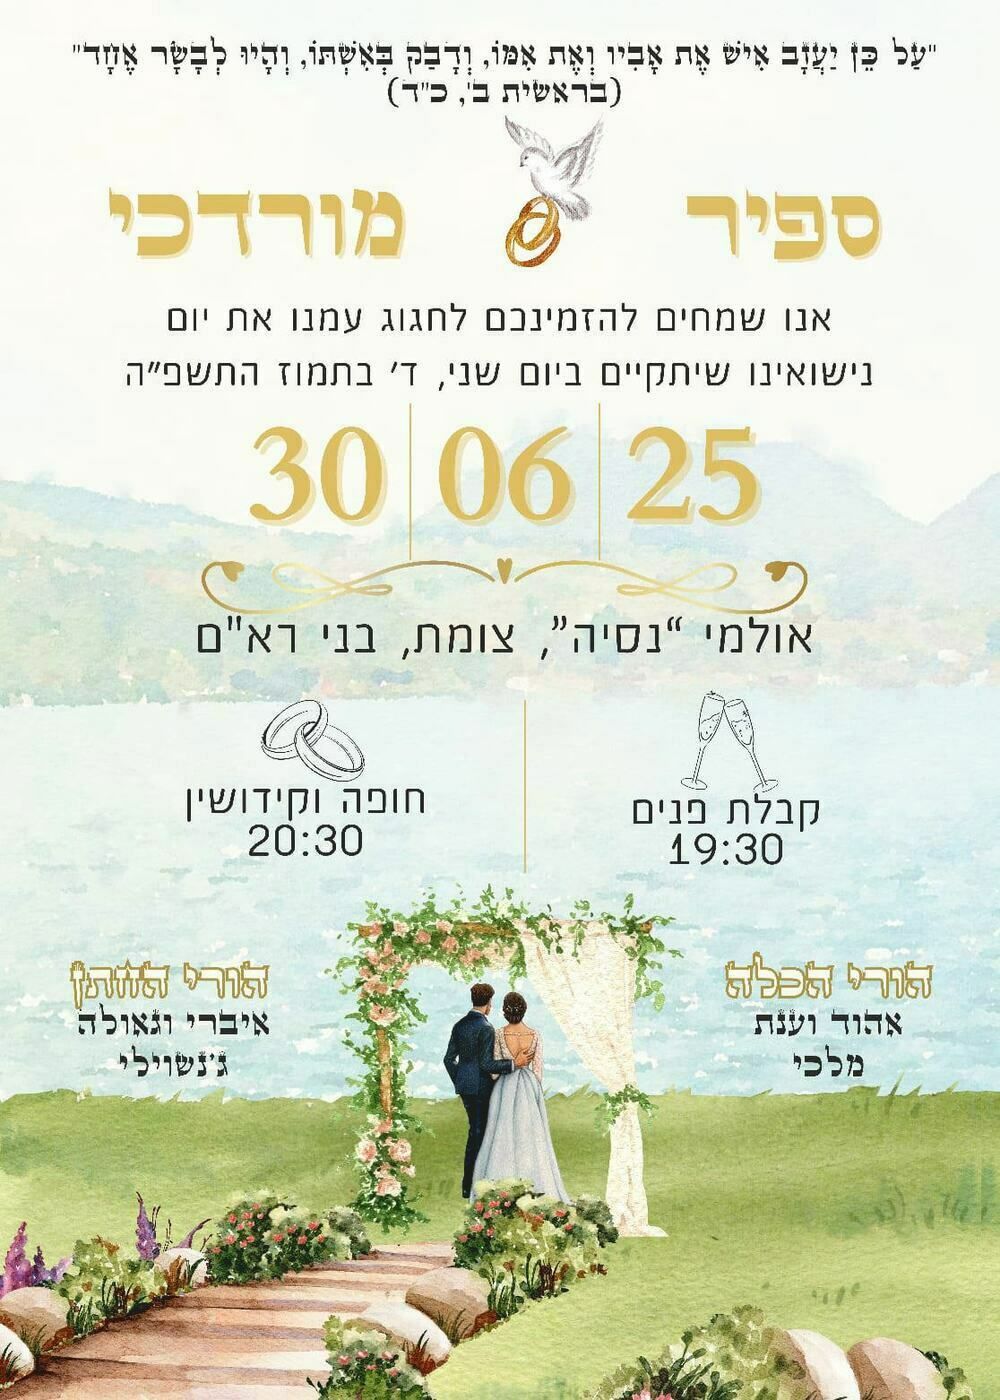 "עַל כֵּן יַעֲזָב אִישׁ אֶת אָבִיו וְאֶת אִמּוֹ, וְדָבַק בְּאִשְׁתּוֹ, וְהָיוּ לְבָשָׂר אֶחָד"
(בראשית ב', כ"ד)
ספיר מורדכי
אנו שמחים להזמינכם לחגוג עמנו את יום
נישואינו שיתקיים ביום שני, ד' בתמוז התשפ"ה
30 06 25
אולמי “נסיה”, צומת, בני רא"ם
קבלת פנים
19:30
חופה וקידושין
20:30
הורי הכלה
אהוד וענת
מלכי
הורי החתן
איברי וגאולה
ג'נשוילי